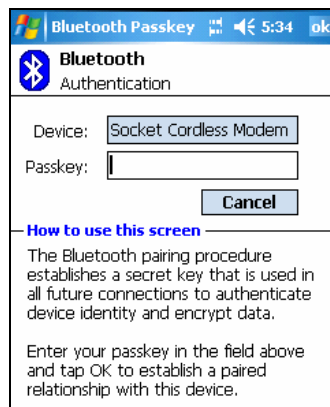 Bluetooth Passkey 5:34 ok
Bluetooth
Authentication
Device: Socket Cordless Modem
Passkey:
Cancel
How to use this screen
The Bluetooth pairing procedure
establishes a secret key that is used in
all future connections to authenticate
device identity and encrypt data.
Enter your passkey in the field above
and tap OK to establish a paired
relationship with this device.